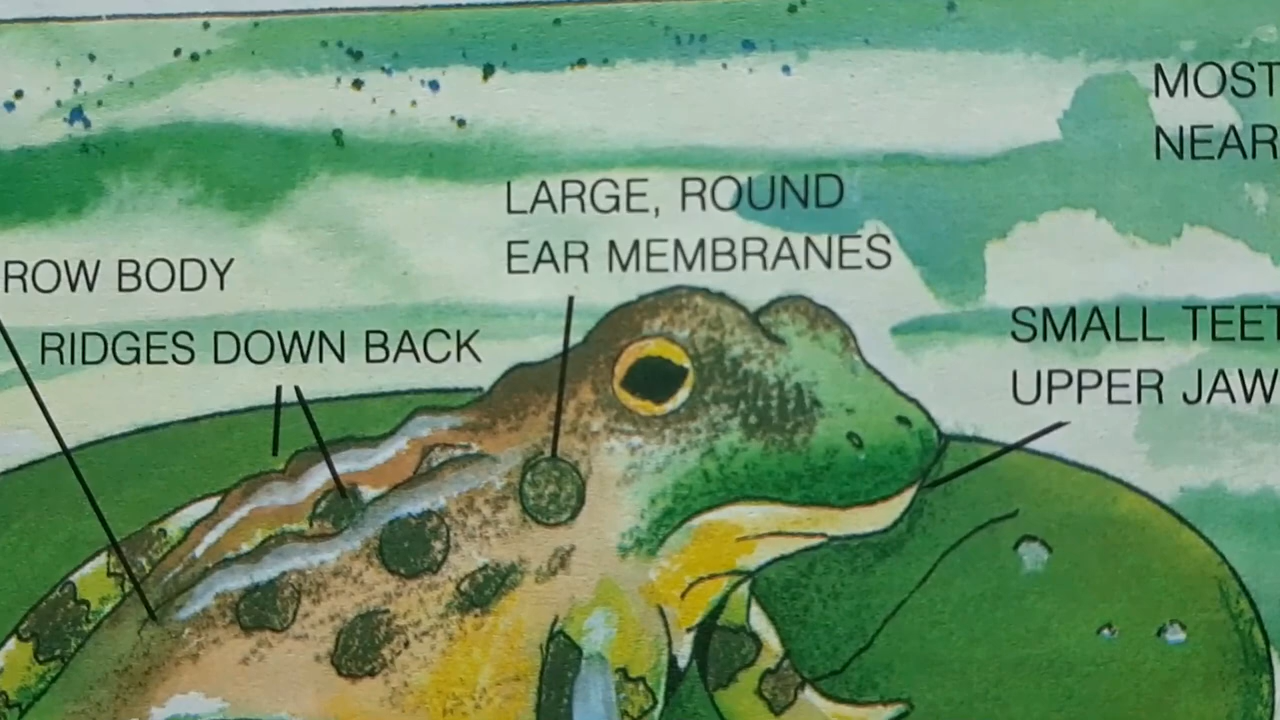 MOST
NEAR
LARGE, ROUND
EAR MEMBRANES
ROW BODY
RIDGES DOWN BACK
SMALL TEET
UPPER JAW